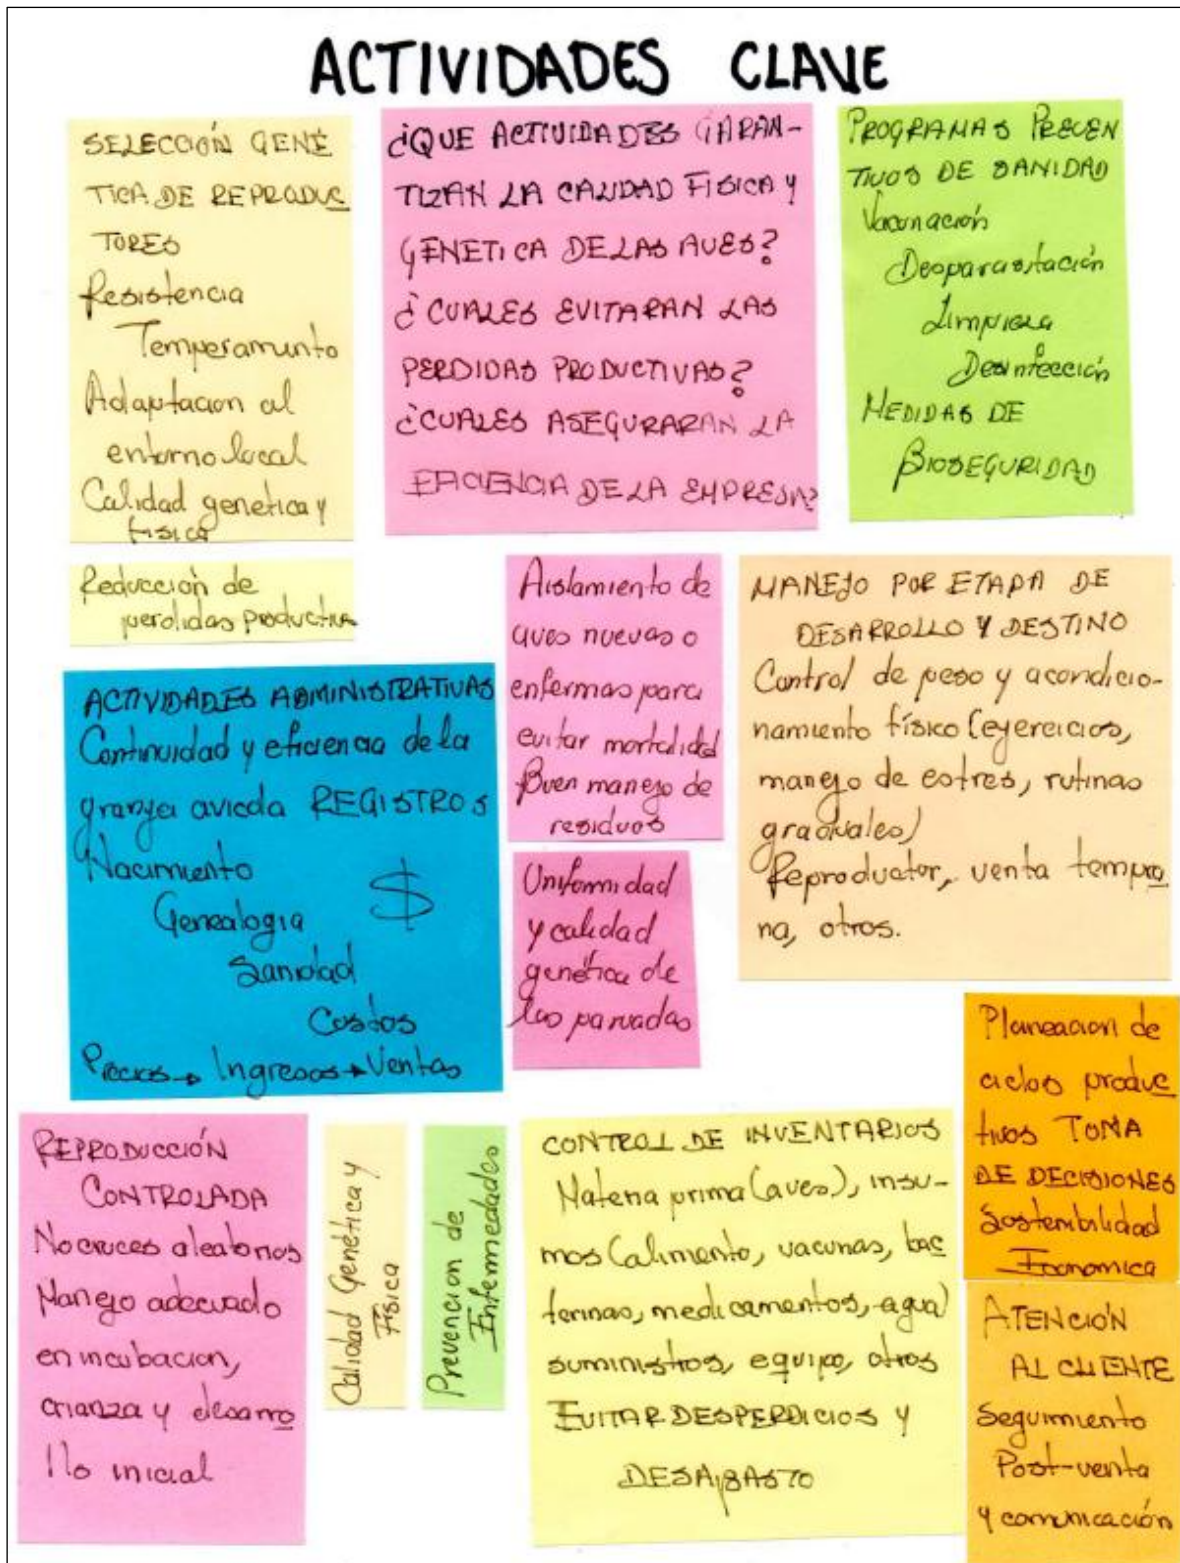 ACTIVIDADES CLAVE
SELECCIÓN GENÉ
TICA DE REPRODUC
TORES
Resistencia
Temperamento
Adaptacion al
entorno local
Calidad genetica y
fisica
Reducción de
perdidas productiva
¿QUE ACTIVIDADES GARAN-
TIZAN LA CALIDAD FISICA Y
GENETICA DE LAS AVES?
¿CUALES EVITARAN LAS
PERDIDAS PRODUCTIVAS?
¿CUALES ASEGURARAN LA
EFICIENCIA DE LA EMPRESA?
PROGRAMAS PREVEN
TIVOS DE SANIDAD
Vacunación
Desparasitación
Limpieza
Desinfección
MEDIDAS DE
BIOSEGURIDAD
ACTIVIDADES ADMINISTRATIVAS
Continuidad y eficiencia de la
granja avicola REGISTROS
Nacimiento
$
Genealogia
Sanidad
Costos
Precios → Ingresos → Ventas
Aislamiento de
aves nuevas o
enfermas para
evitar mortalidad
Buen manejo de
residuos
Uniformidad
y calidad
genética de
las parvadas
MANEJO POR ETAPA DE
DESARROLLO Y DESTINO
Control de peso y acondicio-
namiento físico (ejercicios,
manejo de estres, rutinas
graduales)
Reproductor, venta tempra
na, otros.
REPRODUCCIÓN
CONTROLADA
No cruces aleatorios
Manejo adecuado
en incubacion,
crianza y desarro
llo inicial
Calidad Genética y
Física
Prevencion de
Enfermedades
CONTROL DE INVENTARIOS
Materia prima (aves), insu-
mos (alimento, vacunas, bac
terinas, medicamentos, agua)
suministros, equipo, otros
EVITAR DESPERDICIOS Y
DESABASTO
Planeacion de
ciclos produc
tivos TOMA
DE DECISIONES
Sostenibilidad
Economica
ATENCIÓN
AL CLIENTE
Seguimiento
Post-venta
y comunicación